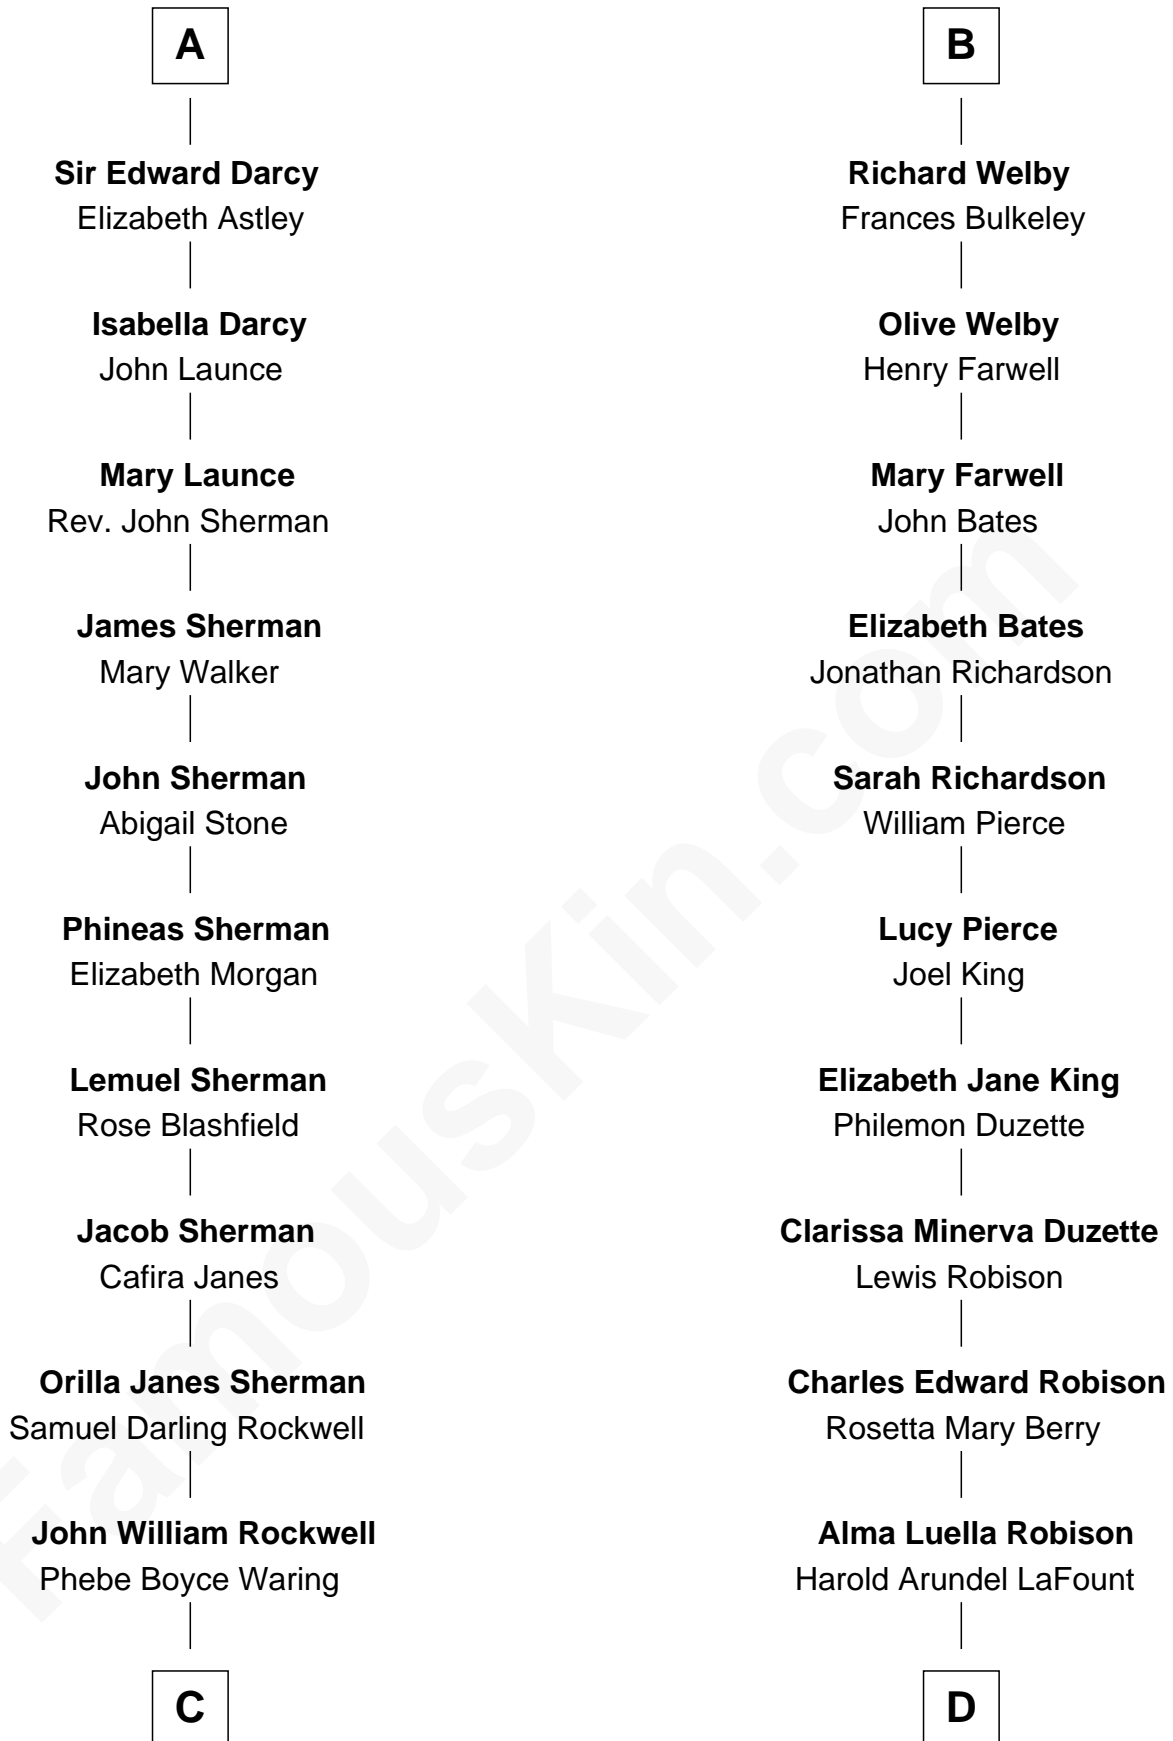 A
Sir Edward Darcy
Elizabeth Astley
Isabella Darcy
John Launce
Mary Launce
Rev. John Sherman
James Sherman
Mary Walker
John Sherman
Abigail Stone
Phineas Sherman
Elizabeth Morgan
Lemuel Sherman
Rose Blashfield
Jacob Sherman
Cafira Janes
Orilla Janes Sherman
Samuel Darling Rockwell
John William Rockwell
Phebe Boyce Waring
C
B
Richard Welby
Frances Bulkeley
Olive Welby
Henry Farwell
Mary Farwell
John Bates
Elizabeth Bates
Jonathan Richardson
Sarah Richardson
William Pierce
Lucy Pierce
Joel King
Elizabeth Jane King
Philemon Duzette
Clarissa Minerva Duzette
Lewis Robison
Charles Edward Robison
Rosetta Mary Berry
Alma Luella Robison
Harold Arundel LaFount
D
FamousKin.com